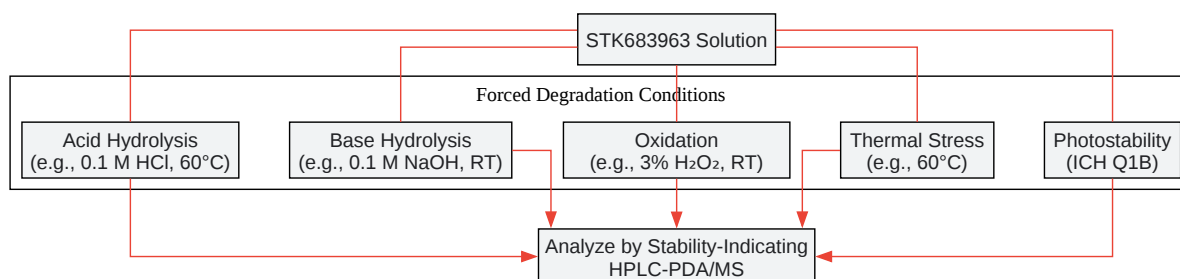 STK683963 Solution
Forced Degradation Conditions
Acid Hydrolysis
(e.g., 0.1 M HCl, 60°C)
Base Hydrolysis
(e.g., 0.1 M NaOH, RT)
Oxidation
(e.g., 3% H₂O₂, RT)
Thermal Stress
(e.g., 60°C)
Photostability
(ICH Q1B)
Analyze by Stability-Indicating
HPLC-PDA/MS